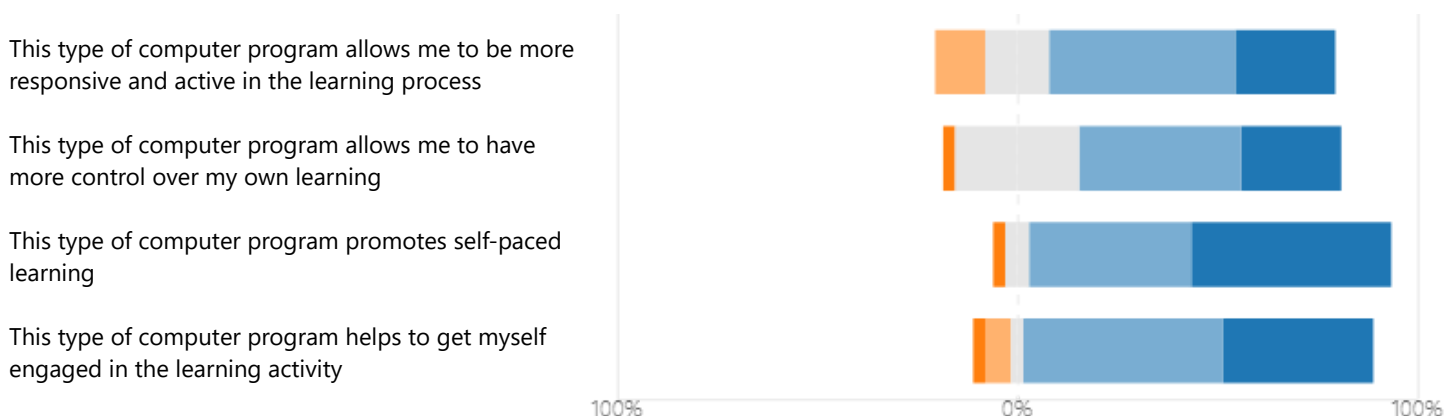 This type of computer program allows me to be more
responsive and active in the learning process
This type of computer program allows me to have
more control over my own learning
This type of computer program promotes self-paced
learning
This type of computer program helps to get myself
engaged in the learning activity
100% 0% 100%